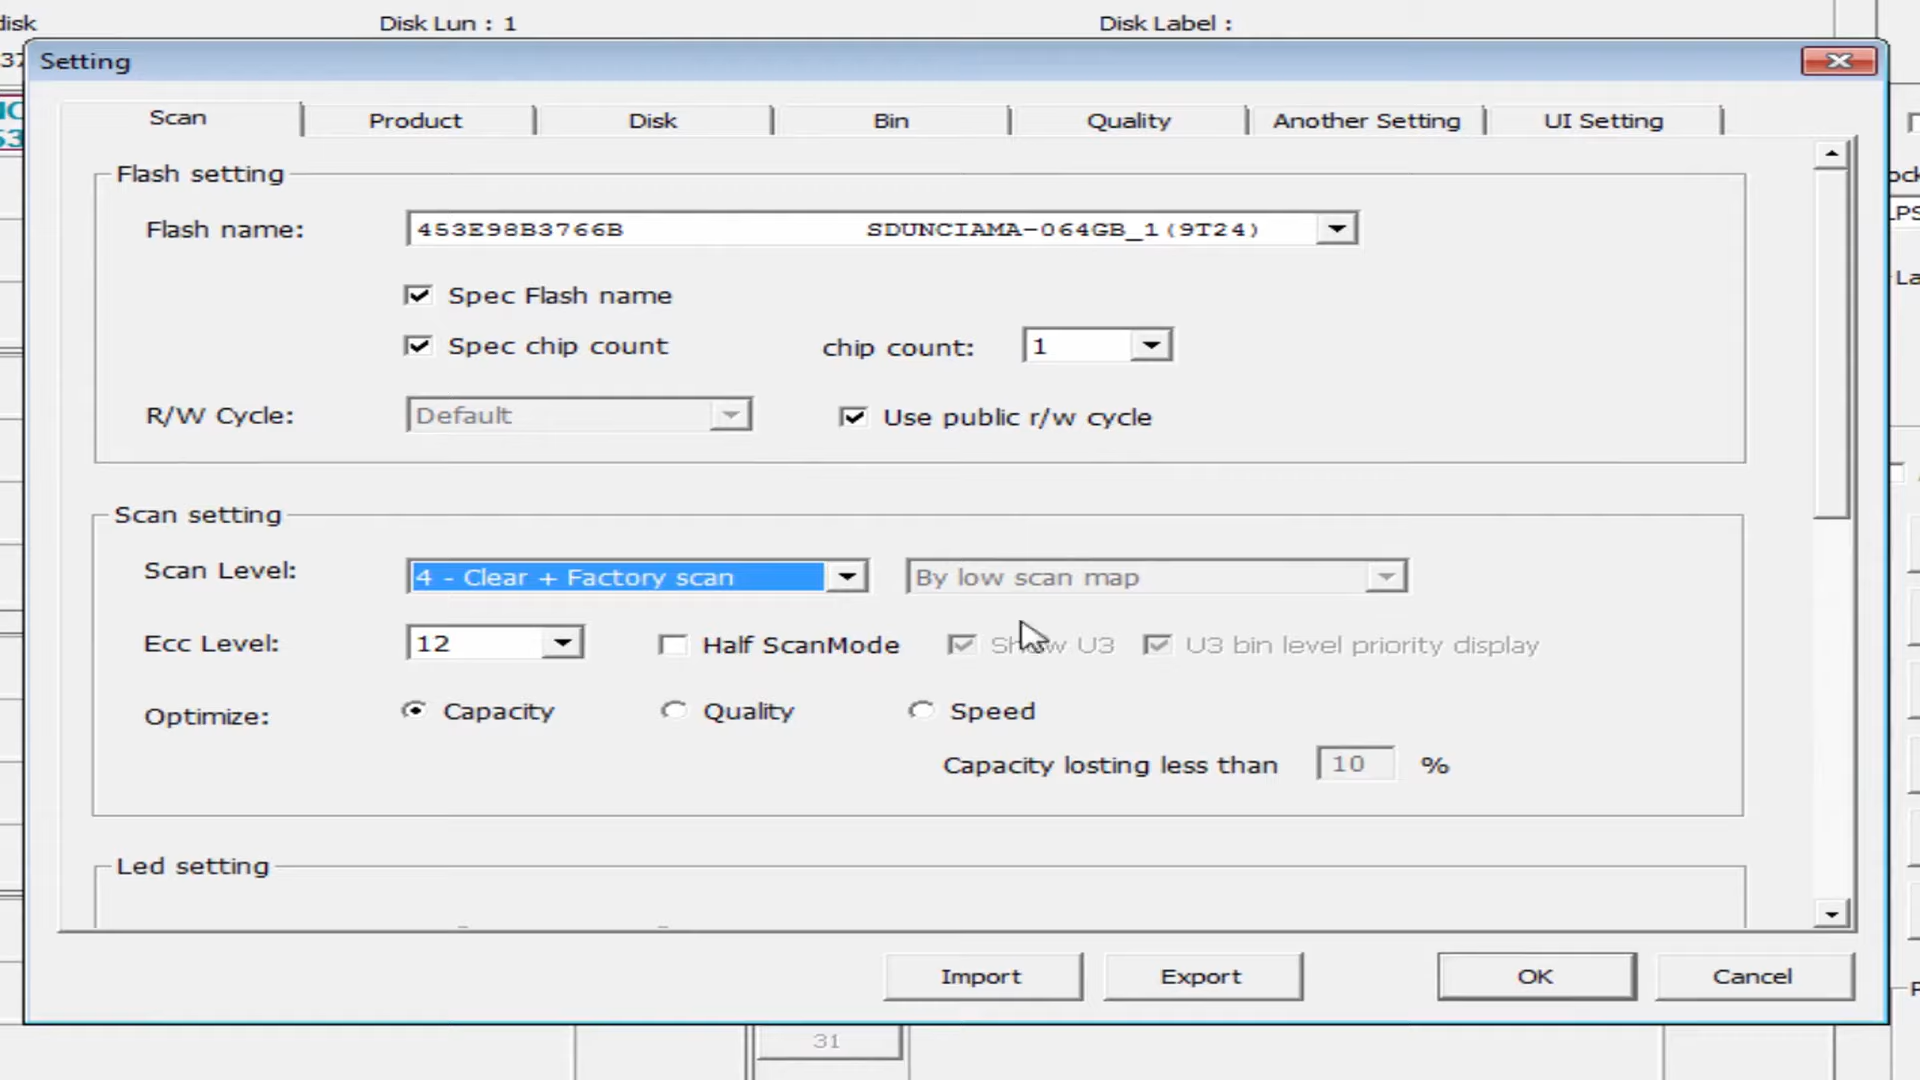 disk Disk Lun : 1 Disk Label :
37
Setting
Scan Product Disk Bin Quality Another Setting UI Setting
Flash setting
Flash name: 453E98B3766B SDUNCIAMA-064GB_1(9T24)
Spec Flash name
Spec chip count chip count: 1
R/W Cycle: Default Use public r/w cycle
Scan setting
Scan Level: 4 - Clear + Factory scan By low scan map
Ecc Level: 12 Half ScanMode Show U3 U3 bin level priority display
Optimize: Capacity Quality Speed
Capacity losting less than 10 %
Led setting
Import Export OK Cancel
31